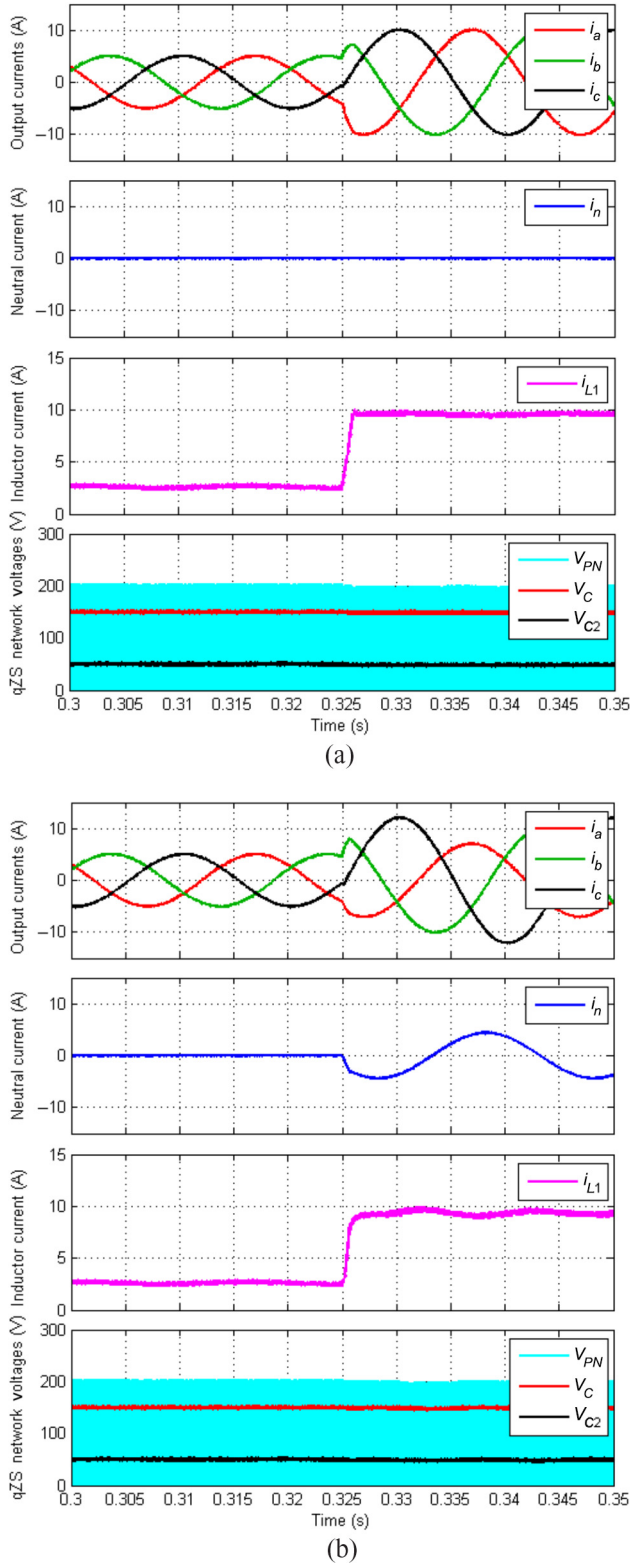 Output currents (A)
10
0
−10
i_a
i_b
i_c
Neutral current (A)
10
0
−10
i_n
Inductor current (A)
15
10
5
0
i_L1
qZS network voltages (V)
300
200
100
0
V_PN
V_C
V_C2
0.3 0.305 0.31 0.315 0.32 0.325 0.33 0.335 0.34 0.345 0.35
Time (s)
(a)
Output currents (A)
10
0
−10
i_a
i_b
i_c
Neutral current (A)
10
0
−10
i_n
Inductor current (A)
15
10
5
0
i_L1
qZS network voltages (V)
300
200
100
0
V_PN
V_C
V_C2
0.3 0.305 0.31 0.315 0.32 0.325 0.33 0.335 0.34 0.345 0.35
Time (s)
(b)